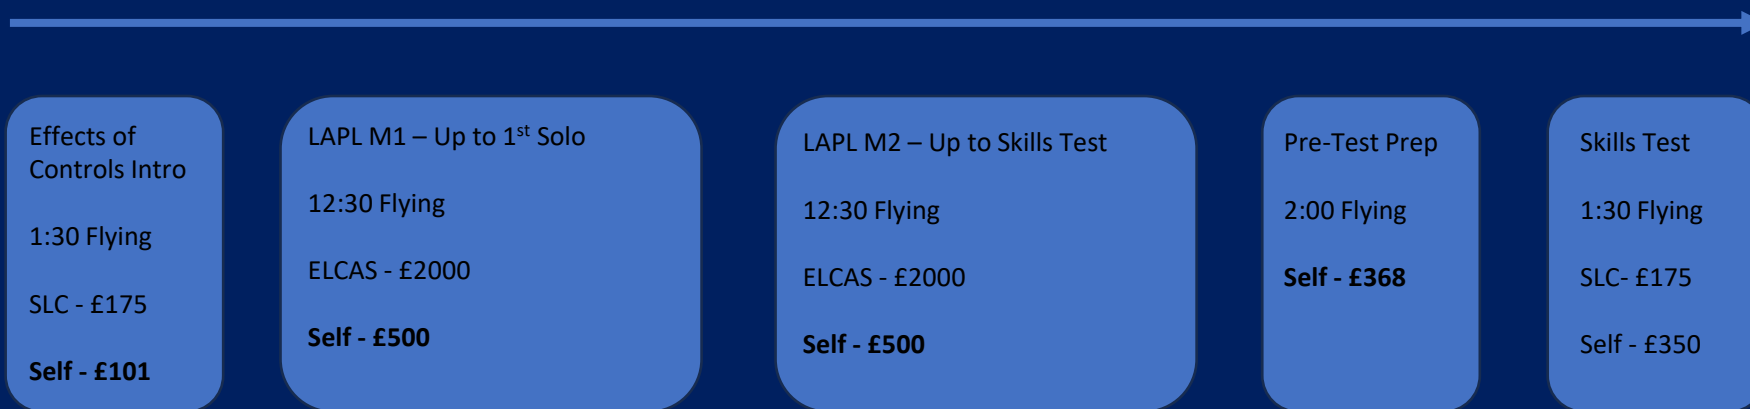 Effects of
Controls Intro
1:30 Flying
SLC - £175
Self - £101
LAPL M1 – Up to 1st Solo
12:30 Flying
ELCAS - £2000
Self - £500
LAPL M2 – Up to Skills Test
12:30 Flying
ELCAS - £2000
Self - £500
Pre-Test Prep
2:00 Flying
Self - £368
Skills Test
1:30 Flying
SLC- £175
Self - £350